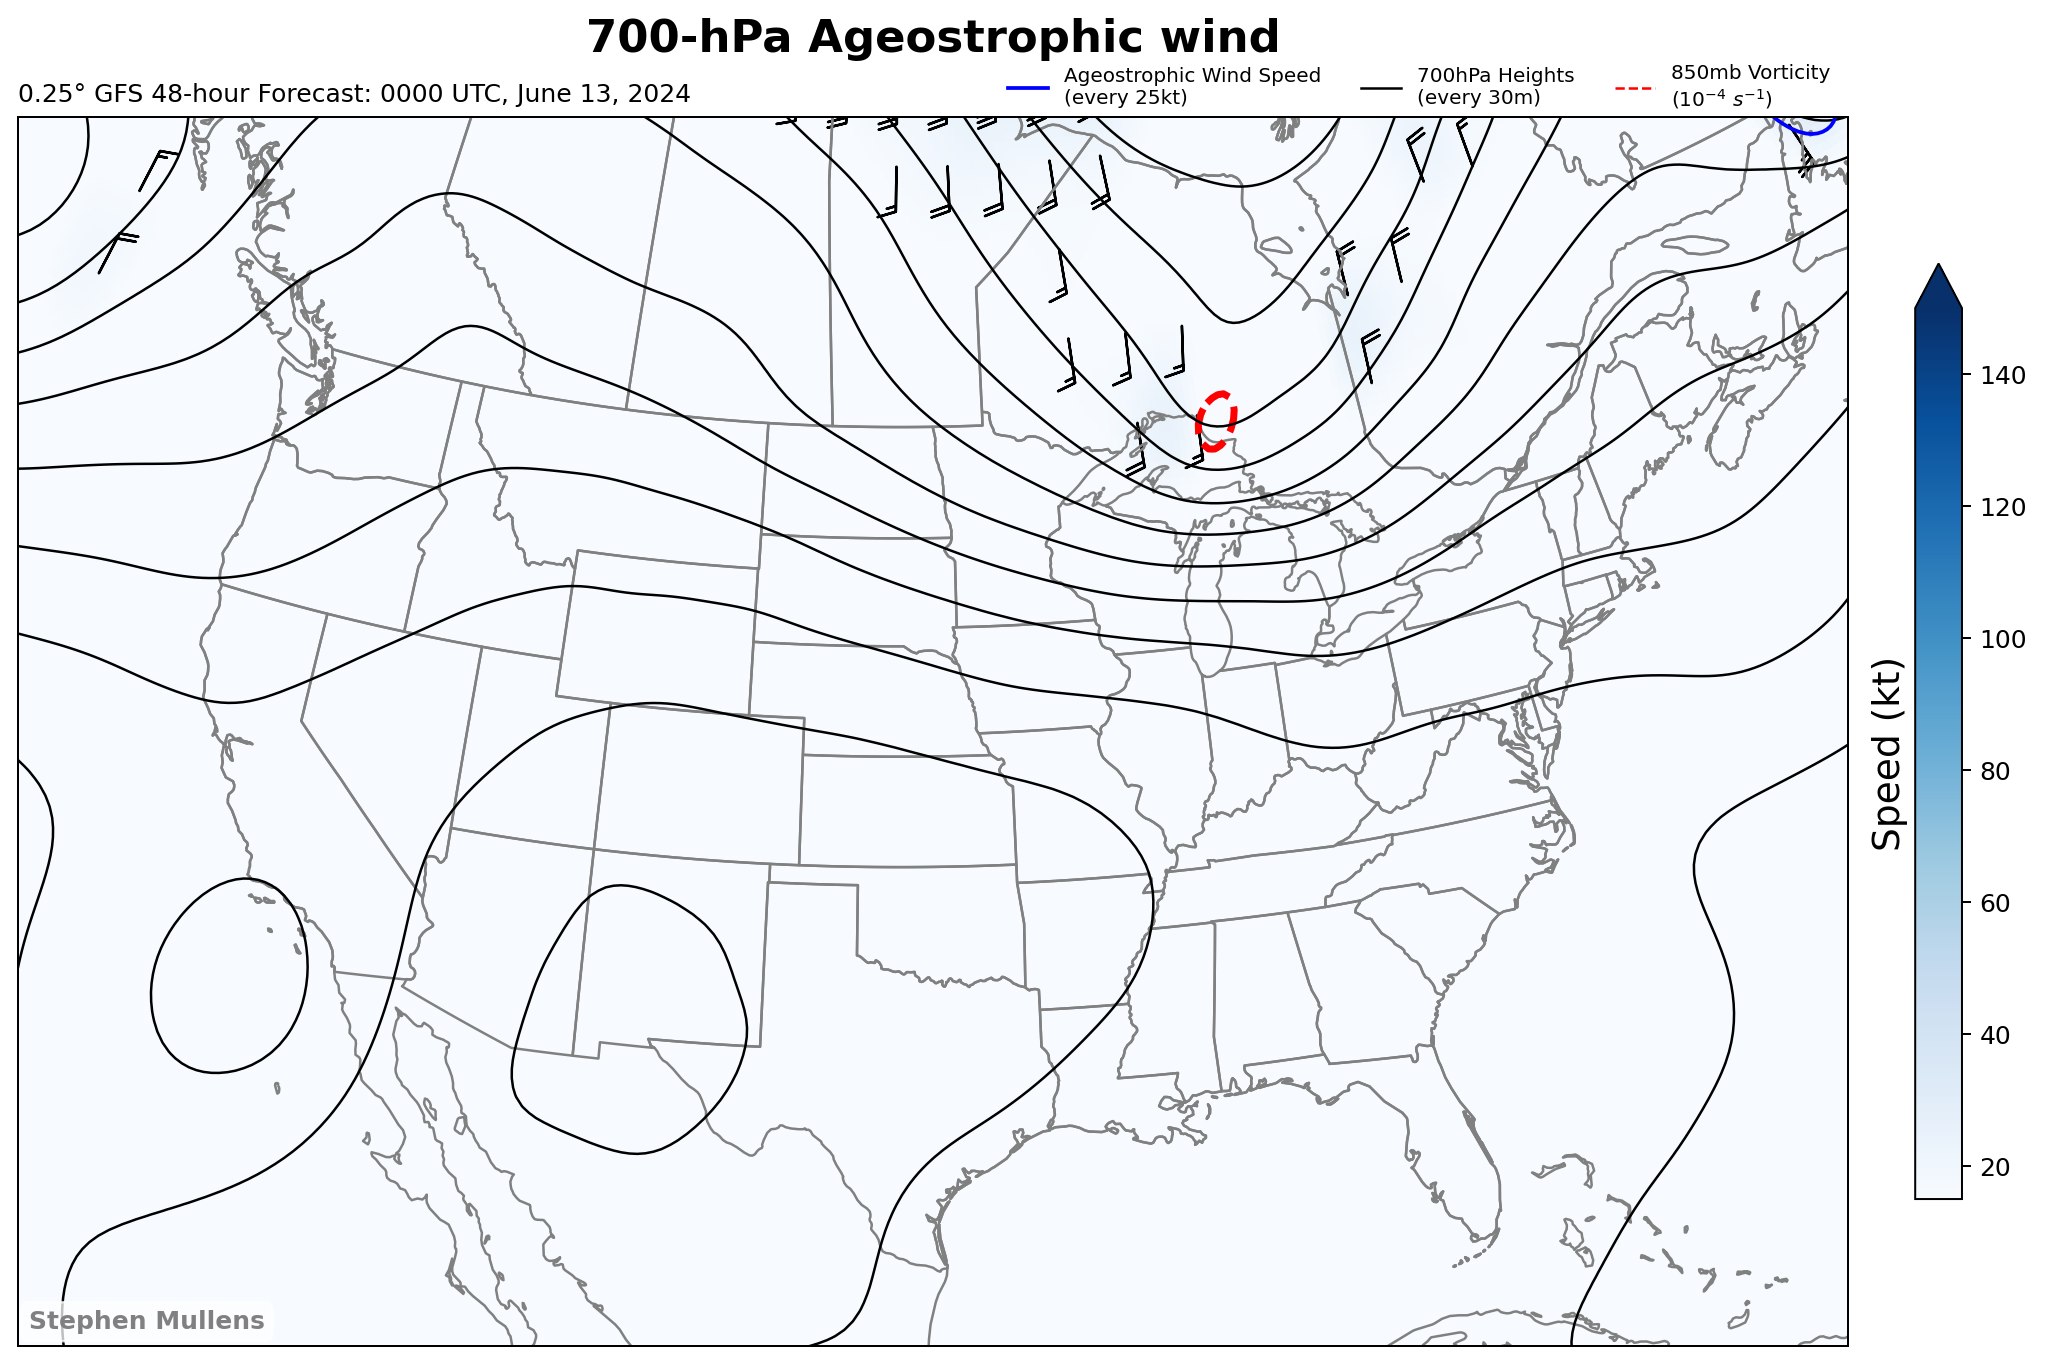 700-hPa Ageostrophic wind
0.25° GFS 48-hour Forecast: 0000 UTC, June 13, 2024
Ageostrophic Wind Speed
(every 25kt)
700hPa Heights
(every 30m)
850mb Vorticity
(10⁻⁴ s⁻¹)
140
120
100
80
60
40
20
Speed (kt)
Stephen Mullens